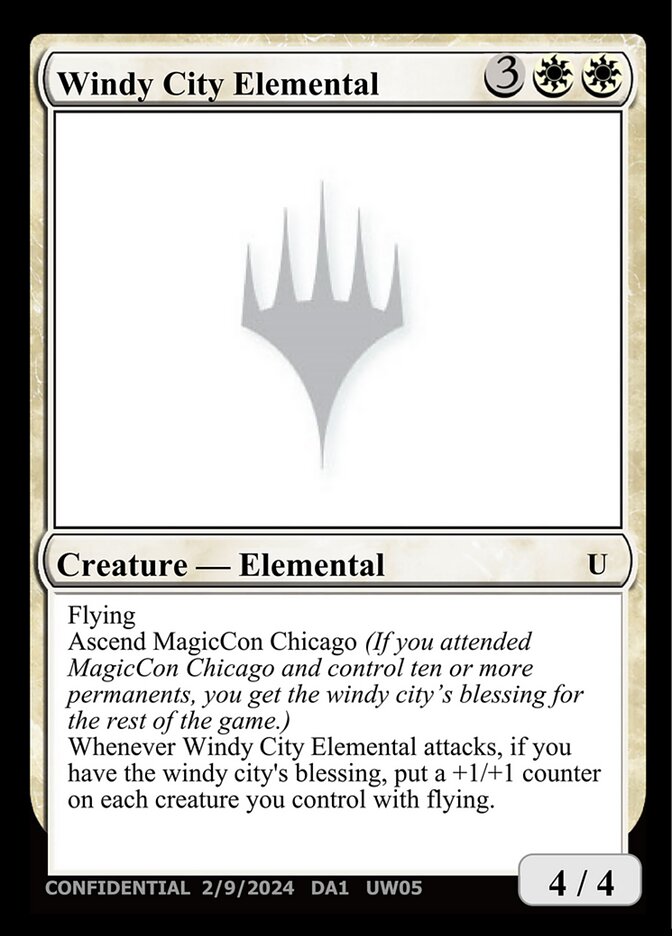 Windy City Elemental 3
Creature — Elemental U
Flying
Ascend MagicCon Chicago (If you attended
MagicCon Chicago and control ten or more
permanents, you get the windy city’s blessing for
the rest of the game.)
Whenever Windy City Elemental attacks, if you
have the windy city's blessing, put a +1/+1 counter
on each creature you control with flying.
CONFIDENTIAL 2/9/2024 DA1 UW05
4 / 4